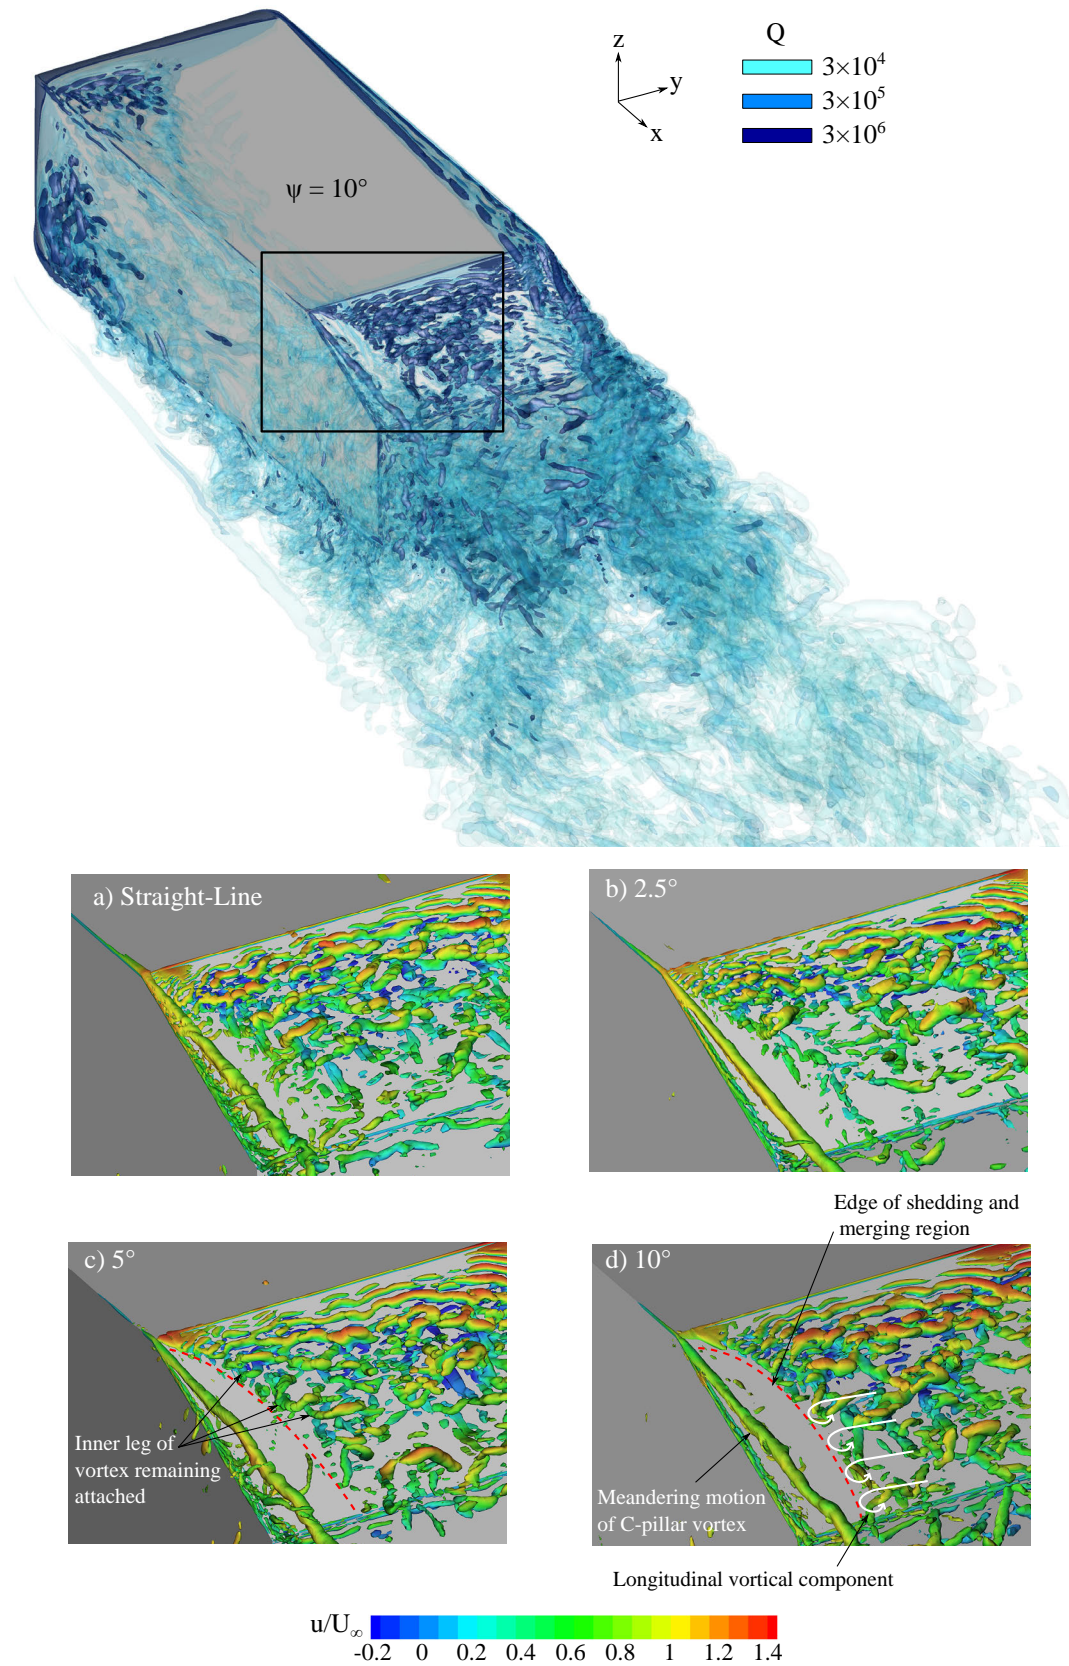 Q
z
y
x
3×10⁴
3×10⁵
3×10⁶
ψ = 10°
a) Straight-Line
b) 2.5°
Edge of shedding and
merging region
c) 5°
d) 10°
Inner leg of
vortex remaining
attached
Meandering motion
of C-pillar vortex
Longitudinal vortical component
u/U∞
-0.2 0 0.2 0.4 0.6 0.8 1 1.2 1.4